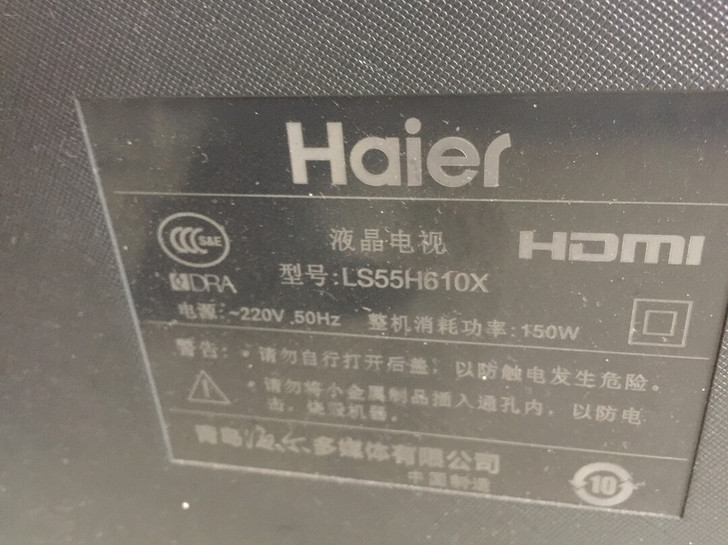 Haier
S&E
液晶电视
HDMI
DRA
型号:LS55H610X
电源:~220V 50Hz 整机消耗功率:150W
警告: • 请勿自行打开后盖，以防触电发生危险。
• 请勿将小金属制品插入通孔内，以防电
击，烧毁机器。
青岛海尔多媒体有限公司
中国制造
10